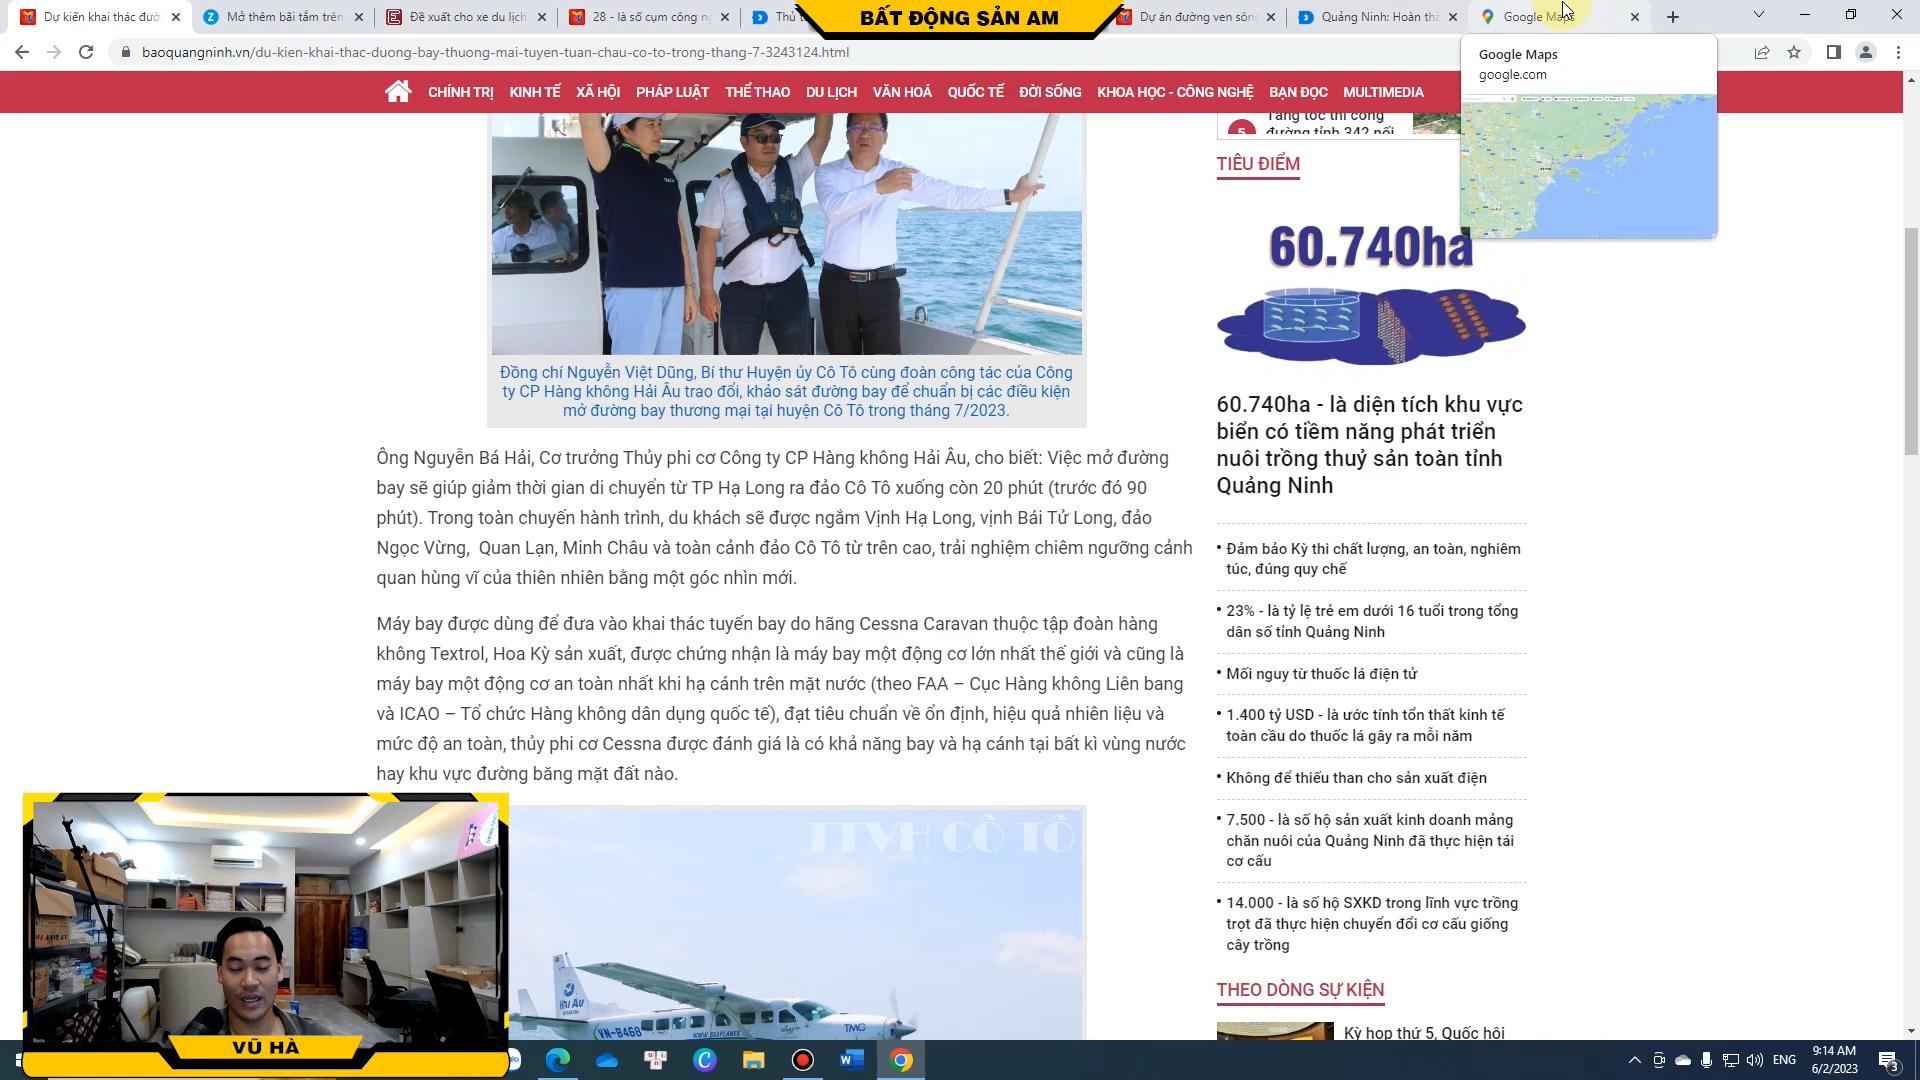 Dự kiến khai thác đườn
Mở thêm bãi tắm trên
Đề xuất cho xe du lịch
28 - là số cụm công n
Thủ t
BẤT ĐỘNG SẢN AM
Dự án đường ven sôn
Quảng Ninh: Hoàn thà
Google Maps
baoquangninh.vn/du-kien-khai-thac-duong-bay-thuong-mai-tuyen-tuan-chau-co-to-trong-thang-7-3243124.html
Google Maps
google.com
CHÍNH TRỊ KINH TẾ XÃ HỘI PHÁP LUẬT THỂ THAO DU LỊCH VĂN HOÁ QUỐC TẾ ĐỜI SỐNG KHOA HỌC - CÔNG NGHỆ BẠN ĐỌC MULTIMEDIA
5
Tăng tốc thi công
đường tỉnh 342 nối
TIÊU ĐIỂM
60.740ha
60.740ha - là diện tích khu vực
biển có tiềm năng phát triển
nuôi trồng thuỷ sản toàn tỉnh
Quảng Ninh
Đồng chí Nguyễn Việt Dũng, Bí thư Huyện ủy Cô Tô cùng đoàn công tác của Công
ty CP Hàng không Hải Âu trao đổi, khảo sát đường bay để chuẩn bị các điều kiện
mở đường bay thương mại tại huyện Cô Tô trong tháng 7/2023.
Ông Nguyễn Bá Hải, Cơ trưởng Thủy phi cơ Công ty CP Hàng không Hải Âu, cho biết: Việc mở đường
bay sẽ giúp giảm thời gian di chuyển từ TP Hạ Long ra đảo Cô Tô xuống còn 20 phút (trước đó 90
phút). Trong toàn chuyến hành trình, du khách sẽ được ngắm Vịnh Hạ Long, vịnh Bái Tử Long, đảo
Ngọc Vừng, Quan Lạn, Minh Châu và toàn cảnh đảo Cô Tô từ trên cao, trải nghiệm chiêm ngưỡng cảnh
quan hùng vĩ của thiên nhiên bằng một góc nhìn mới.
Máy bay được dùng để đưa vào khai thác tuyến bay do hãng Cessna Caravan thuộc tập đoàn hàng
không Textrol, Hoa Kỳ sản xuất, được chứng nhận là máy bay một động cơ lớn nhất thế giới và cũng là
máy bay một động cơ an toàn nhất khi hạ cánh trên mặt nước (theo FAA – Cục Hàng không Liên bang
và ICAO – Tổ chức Hàng không dân dụng quốc tế), đạt tiêu chuẩn về ổn định, hiệu quả nhiên liệu và
mức độ an toàn, thủy phi cơ Cessna được đánh giá là có khả năng bay và hạ cánh tại bất kì vùng nước
hay khu vực đường băng mặt đất nào.
• Đảm bảo Kỳ thi chất lượng, an toàn, nghiêm
túc, đúng quy chế
• 23% - là tỷ lệ trẻ em dưới 16 tuổi trong tổng
dân số tỉnh Quảng Ninh
• Mối nguy từ thuốc lá điện tử
• 1.400 tỷ USD - là ước tính tổn thất kinh tế
toàn cầu do thuốc lá gây ra mỗi năm
• Không để thiếu than cho sản xuất điện
• 7.500 - là số hộ sản xuất kinh doanh mảng
chăn nuôi của Quảng Ninh đã thực hiện tái
cơ cấu
• 14.000 - là số hộ SXKD trong lĩnh vực trồng
trọt đã thực hiện chuyển đổi cơ cấu giống
cây trồng
THEO DÒNG SỰ KIỆN
Kỳ họp thứ 5, Quốc hội
TTVH CÔ TÔ
HẢI ÂU
VN-B468
TMG
VŨ HÀ
ENG
9:14 AM
6/2/2023
3